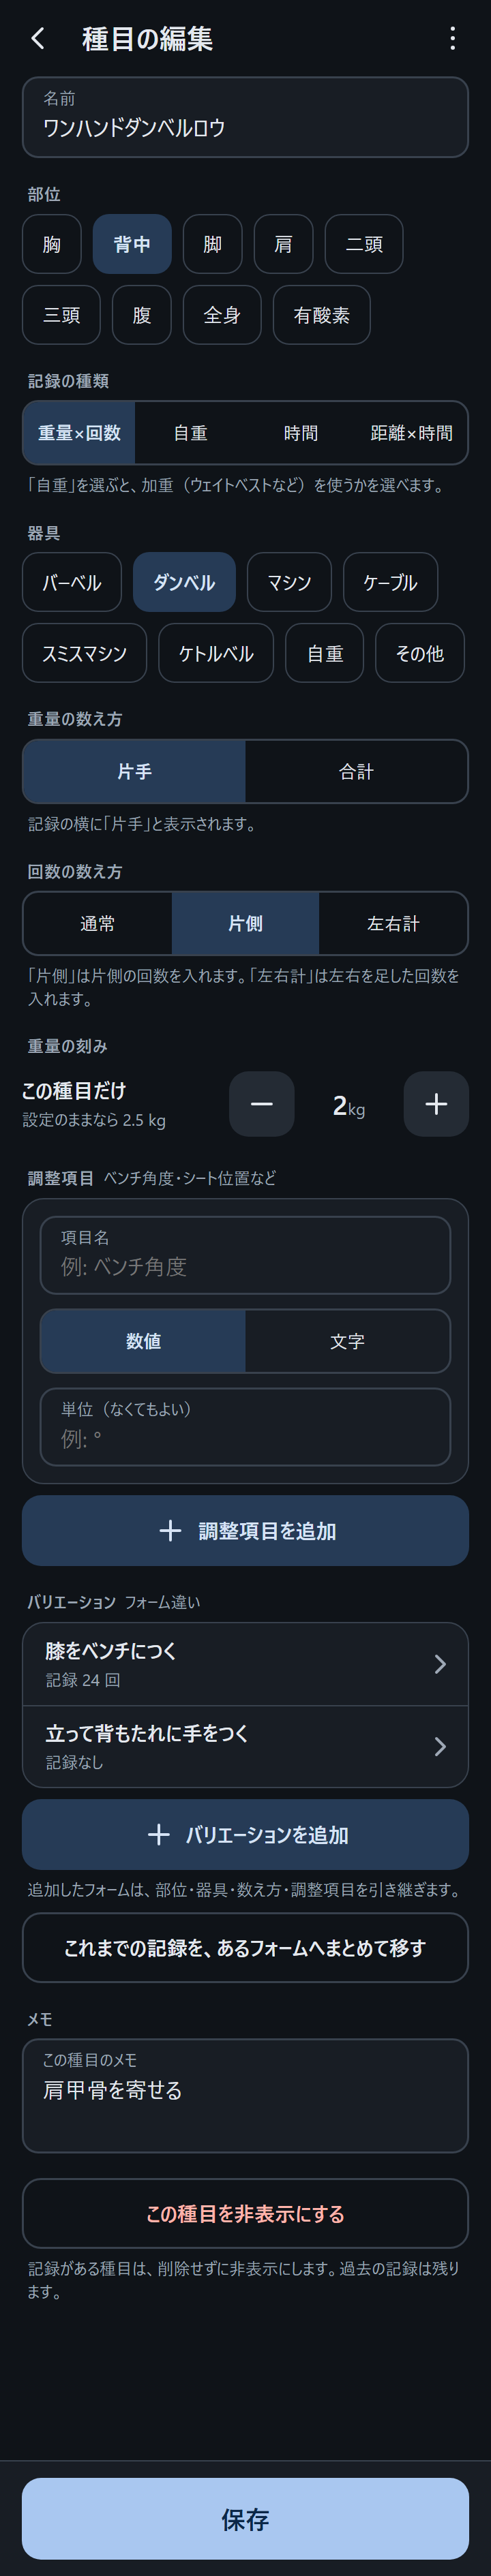 種目の編集
名前
ワンハンドダンベルロウ
部位
胸 背中 脚 肩 二頭
三頭 腹 全身 有酸素
記録の種類
重量×回数 自重 時間 距離×時間
「自重」を選ぶと、加重（ウェイトベストなど）を使うかを選べます。
器具
バーベル ダンベル マシン ケーブル
スミスマシン ケトルベル 自重 その他
重量の数え方
片手 合計
記録の横に「片手」と表示されます。
回数の数え方
通常 片側 左右計
「片側」は片側の回数を入れます。「左右計」は左右を足した回数を
入れます。
重量の刻み
この種目だけ
設定のままなら 2.5 kg
2kg
調整項目 ベンチ角度・シート位置など
項目名
例: ベンチ角度
数値 文字
単位（なくてもよい）
例: °
調整項目を追加
バリエーション フォーム違い
膝をベンチにつく
記録 24 回
立って背もたれに手をつく
記録なし
バリエーションを追加
追加したフォームは、部位・器具・数え方・調整項目を引き継ぎます。
これまでの記録を、あるフォームへまとめて移す
メモ
この種目のメモ
肩甲骨を寄せる
この種目を非表示にする
記録がある種目は、削除せずに非表示にします。過去の記録は残り
ます。
保存